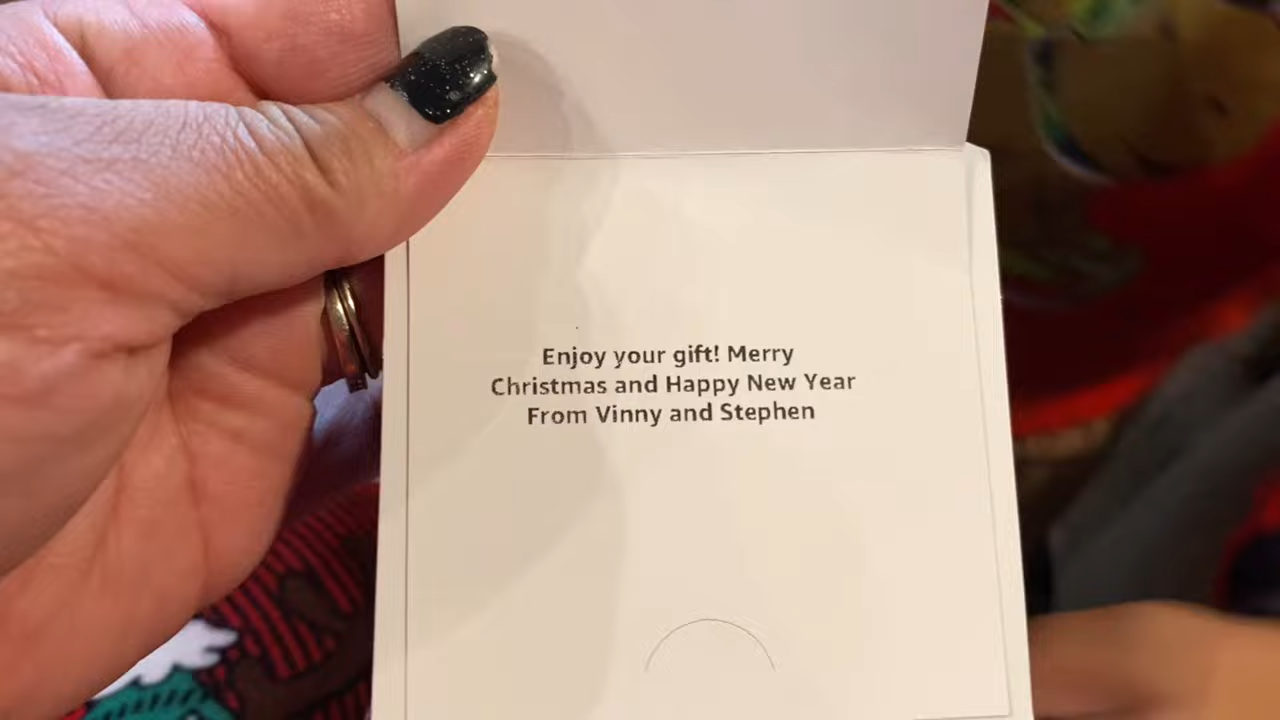 Enjoy your gift! Merry
Christmas and Happy New Year
From Vinny and Stephen